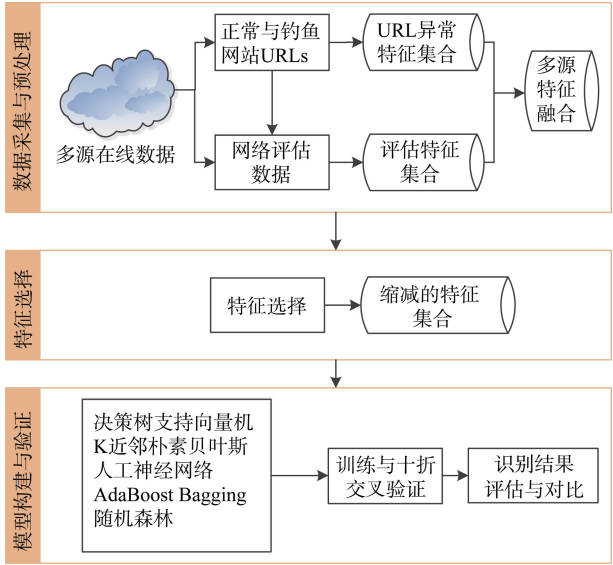 数据采集与预处理
多源在线数据
正常与钓鱼
网站URLs
URL异常
特征集合
网络评估
数据
评估特征
集合
多源
特征
融合
特征选择
特征选择
缩减的特征
集合
模型构建与验证
决策树支持向量机
K近邻朴素贝叶斯
人工神经网络
AdaBoost Bagging
随机森林
训练与十折
交叉验证
识别结果
评估与对比